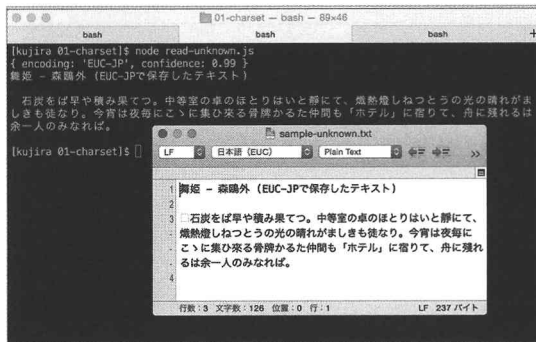 01-charset — bash — 89×46
bash
bash
bash
+
[kujira 01-charset]$ node read-unknown.js
{ encoding: 'EUC-JP', confidence: 0.99 }
舞姫 – 森鴎外 (EUC-JPで保存したテキスト)
石炭をば早や積み果てつ。中等室の卓のほとりはいと静にて、熾熱燈しねつとうの光の晴れがま
しきも徒なり。今宵は夜毎にこゝに集ひ来る骨牌かるた仲間も「ホテル」に宿りて、舟に残れるは
余一人のみなれば。
[kujira 01-charset]$
sample-unknown.txt
LF
日本語 (EUC)
Plain Text
»
1 舞姫 – 森鴎外 (EUC-JPで保存したテキスト)
2
3 石炭をば早や積み果てつ。中等室の卓のほとりはいと静にて、
- 熾熱燈しねつとうの光の晴れがましきも徒なり。今宵は夜毎に
- こゝに集ひ来る骨牌かるた仲間も「ホテル」に宿りて、舟に残れ
- るは余一人のみなれば。
4
行数:3 文字数:126 位置:0 行:1
LF 237 バイト